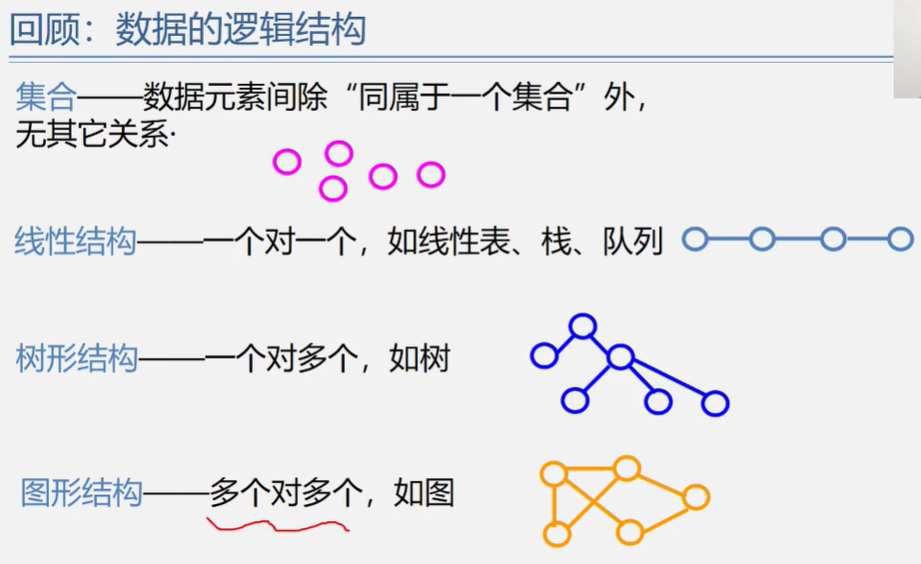 回顾：数据的逻辑结构
集合——数据元素间除“同属于一个集合”外，
无其它关系·
线性结构——一个对一个，如线性表、栈、队列
树形结构——一个对多个，如树
图形结构——多个对多个，如图